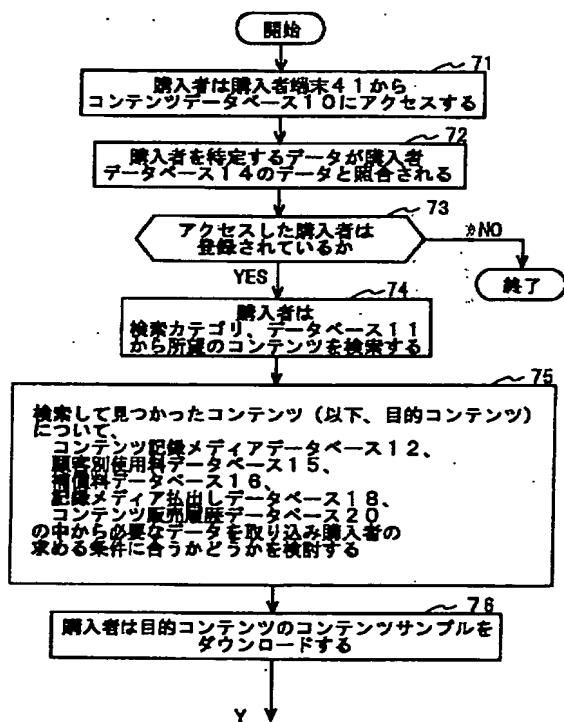 開始
71
購入者は購入者端末41から
コンテンツデータベース10にアクセスする
72
購入者を特定するデータが購入者
データベース14のデータと照合される
73
アクセスした購入者は
登録されているか
NO
終了
YES
74
購入者は
検索カテゴリ、データベース11
から所望のコンテンツを検索する
75
検索して見つかったコンテンツ(以下、目的コンテンツ)
について、
コンテンツ記録メディアデータベース12、
顧客別使用料データベース15、
補償料データベース16、
記録メディア払出しデータベース18、
コンテンツ販売履歴データベース20
の中から必要なデータを取り込み購入者の
求める条件に合うかどうかを検討する
76
購入者は目的コンテンツのコンテンツサンプルを
ダウンロードする
Y